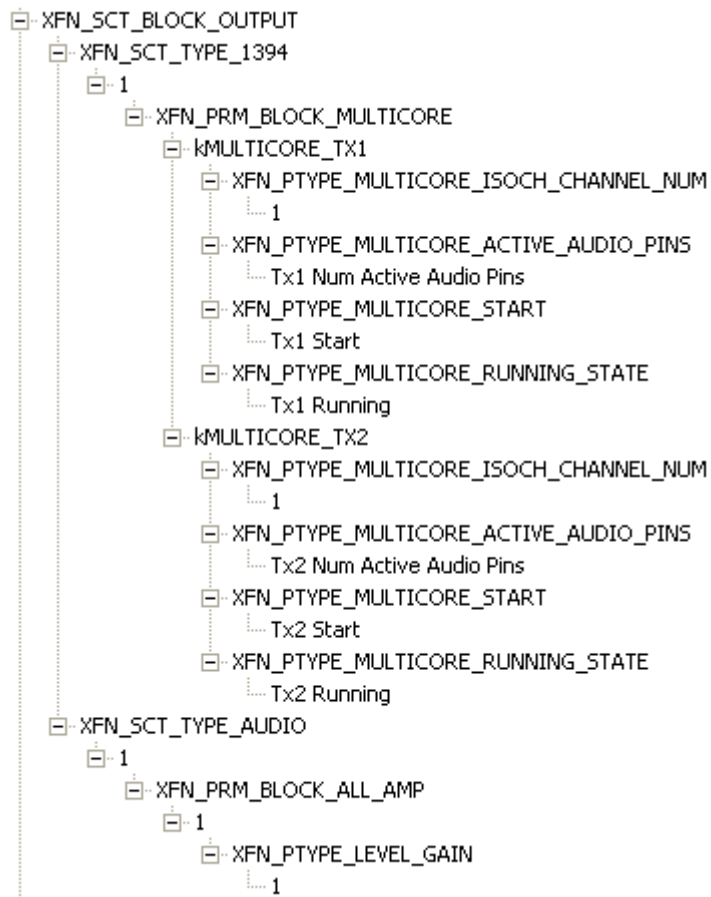 XFN_SCT_BLOCK_OUTPUT
XFN_SCT_TYPE_1394
1
XFN_PRM_BLOCK_MULTICORE
kMULTICORE_TX1
XFN_PTYPE_MULTICORE_ISOCH_CHANNEL_NUM
1
XFN_PTYPE_MULTICORE_ACTIVE_AUDIO_PINS
Tx1 Num Active Audio Pins
XFN_PTYPE_MULTICORE_START
Tx1 Start
XFN_PTYPE_MULTICORE_RUNNING_STATE
Tx1 Running
kMULTICORE_TX2
XFN_PTYPE_MULTICORE_ISOCH_CHANNEL_NUM
1
XFN_PTYPE_MULTICORE_ACTIVE_AUDIO_PINS
Tx2 Num Active Audio Pins
XFN_PTYPE_MULTICORE_START
Tx2 Start
XFN_PTYPE_MULTICORE_RUNNING_STATE
Tx2 Running
XFN_SCT_TYPE_AUDIO
1
XFN_PRM_BLOCK_ALL_AMP
1
XFN_PTYPE_LEVEL_GAIN
1